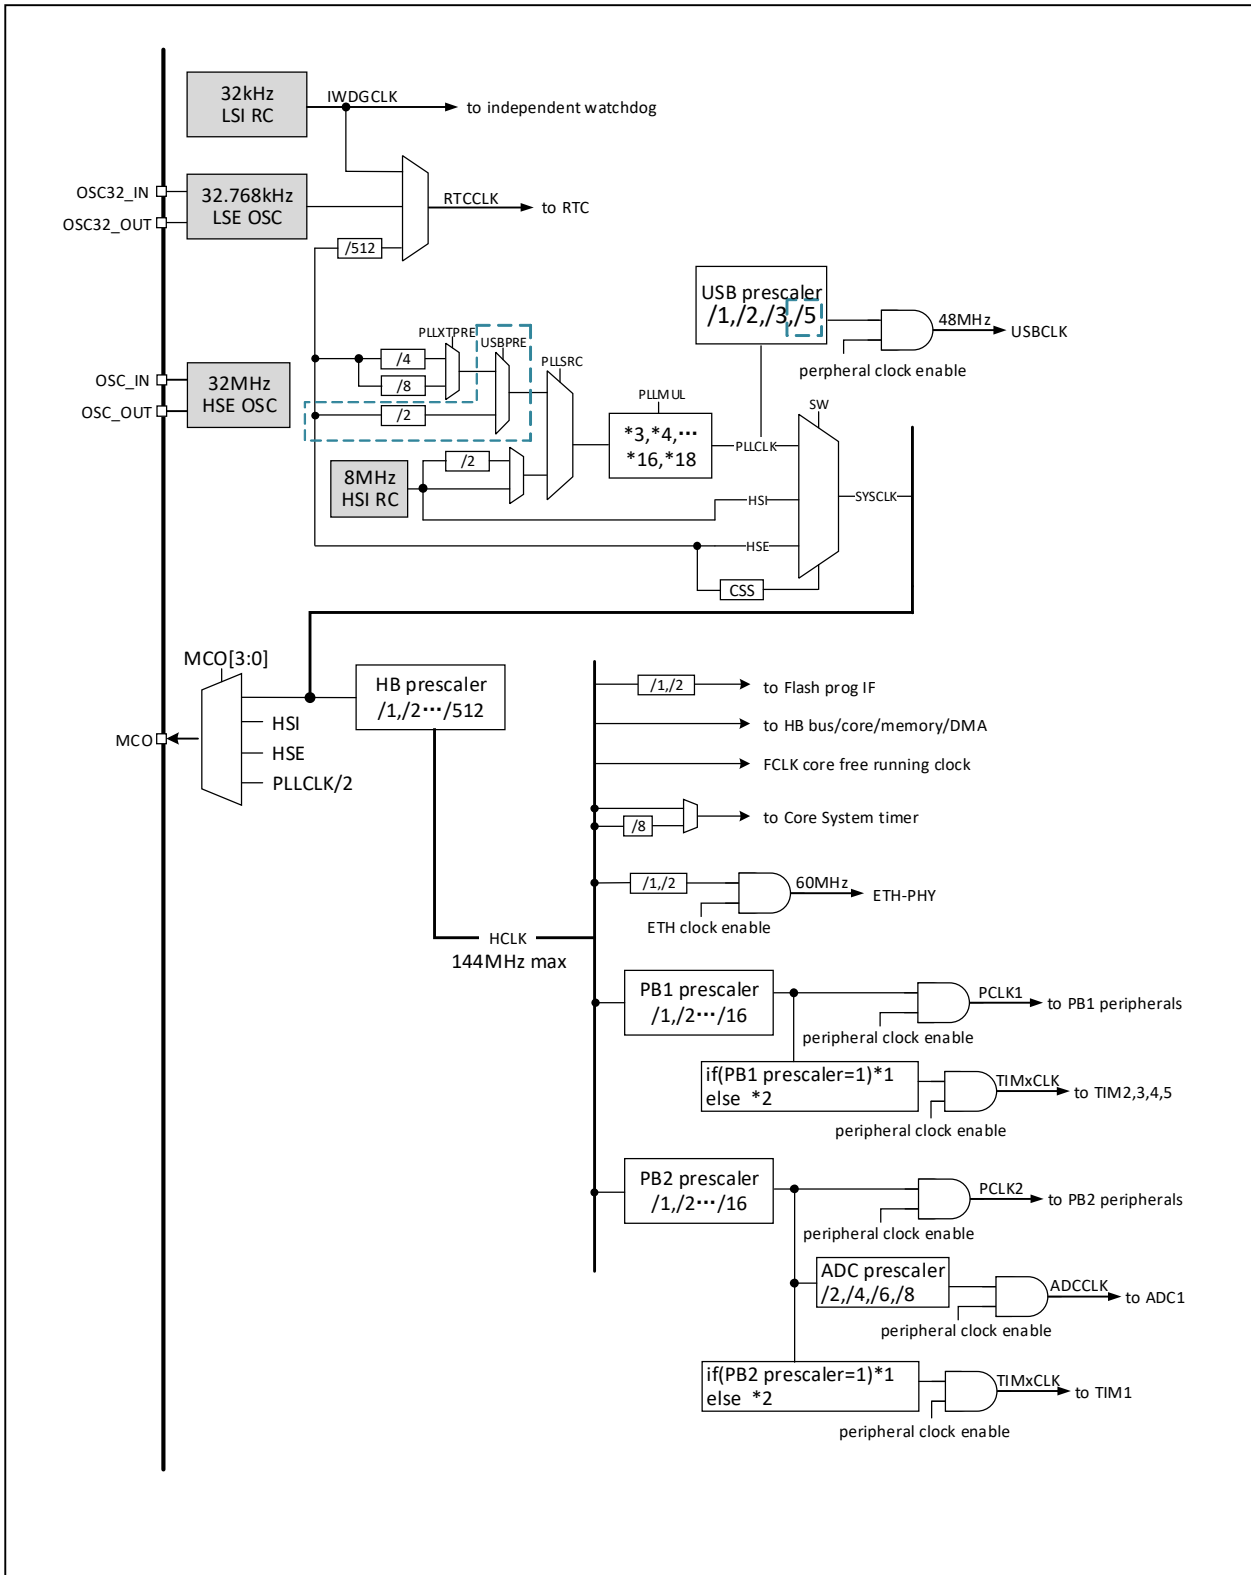 32kHz
LSI RC
IWDGCLK
to independent watchdog
OSC32_IN
OSC32_OUT
32.768kHz
LSE OSC
RTCCLK
to RTC
/512
USB prescaler
/1,/2,/3,/5
48MHz
USBCLK
perpheral clock enable
PLLXTPRE
USBPRE
PLLSRC
/4
/8
/2
OSC_IN
OSC_OUT
32MHz
HSE OSC
PLLMUL
*3,*4,···
*16,*18
PLLCLK
SW
/2
8MHz
HSI RC
HSI
SYSCLK
HSE
CSS
MCO[3:0]
HB prescaler
/1,/2···/512
MCO
HSI
HSE
PLLCLK/2
/1,/2
to Flash prog IF
to HB bus/core/memory/DMA
FCLK core free running clock
/8
to Core System timer
/1,/2
60MHz
ETH-PHY
ETH clock enable
HCLK
144MHz max
PB1 prescaler
/1,/2···/16
PCLK1
to PB1 peripherals
peripheral clock enable
if(PB1 prescaler=1)*1
else *2
TIMxCLK
to TIM2,3,4,5
peripheral clock enable
PB2 prescaler
/1,/2···/16
PCLK2
to PB2 peripherals
peripheral clock enable
ADC prescaler
/2,/4,/6,/8
ADCCLK
to ADC1
peripheral clock enable
if(PB2 prescaler=1)*1
else *2
TIMxCLK
to TIM1
peripheral clock enable